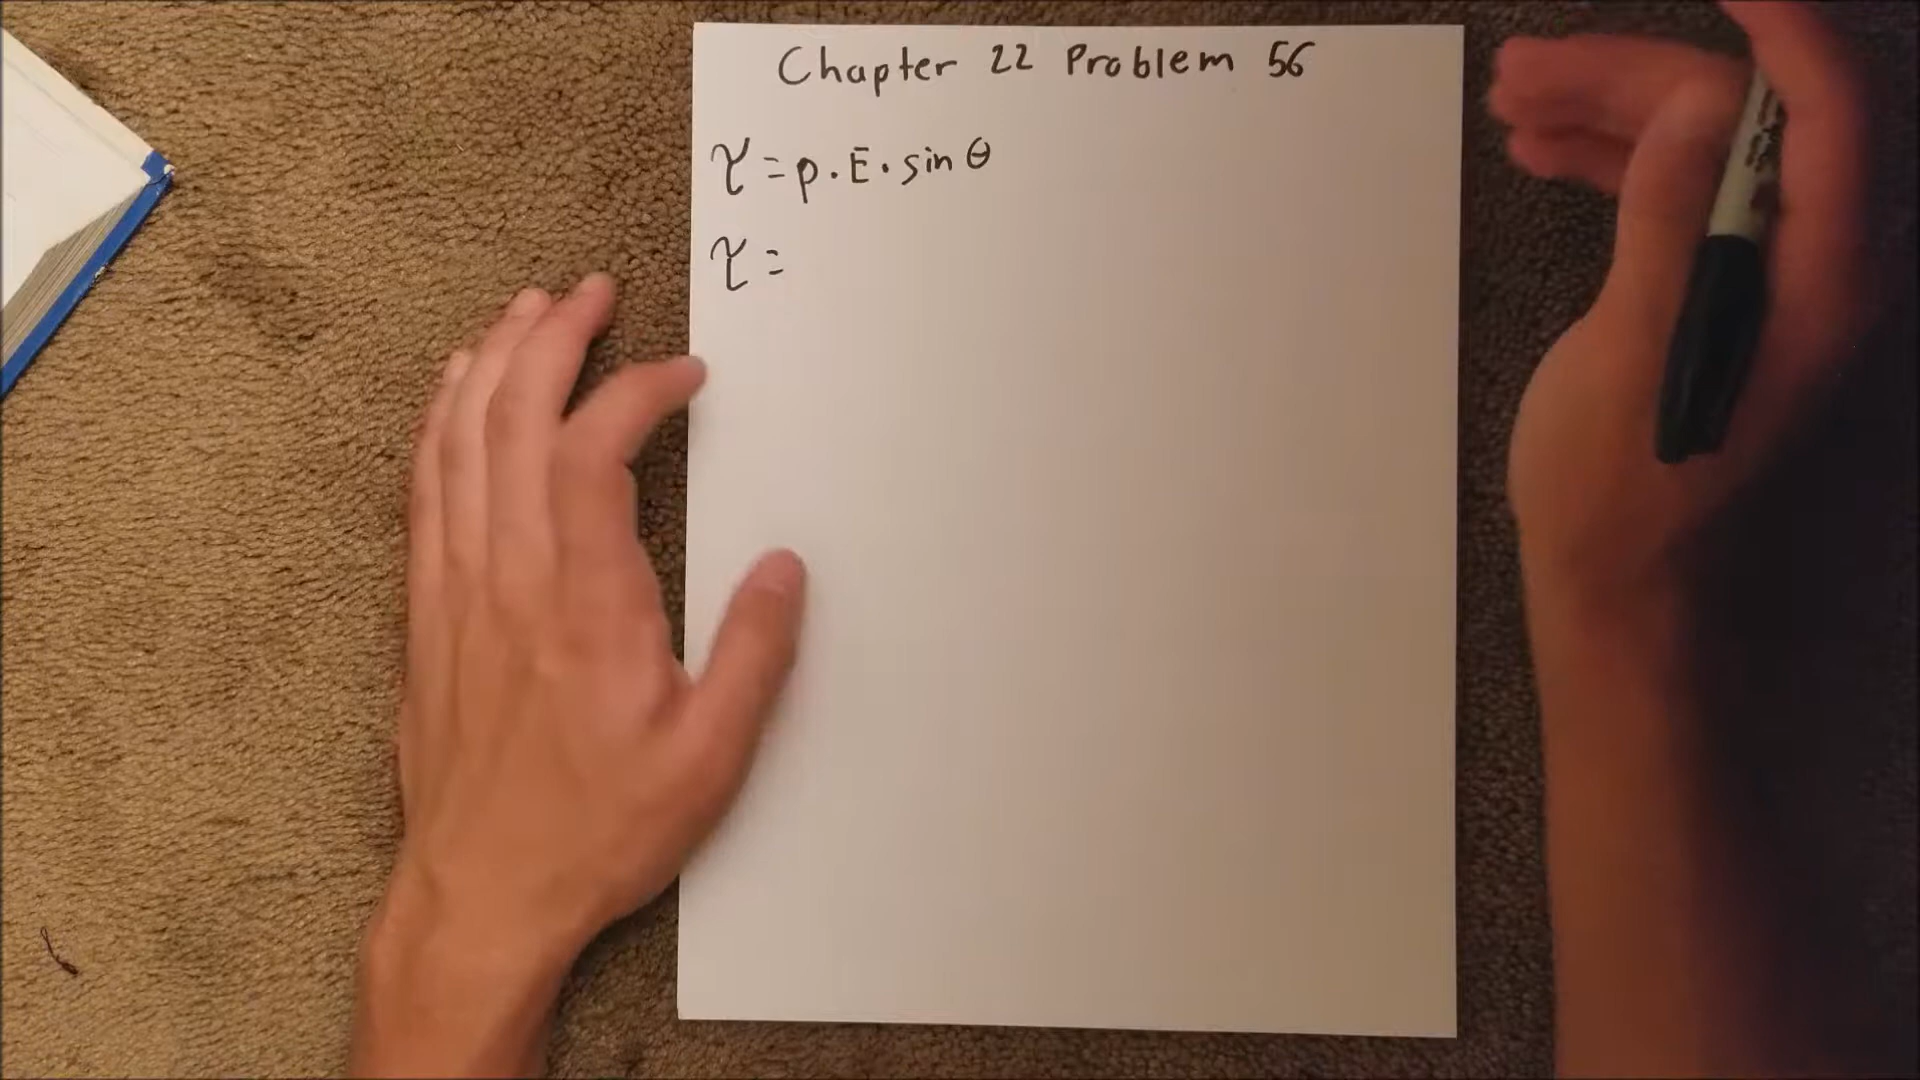 Chapter 22 Problem 56
τ = p · E · sin θ
τ =